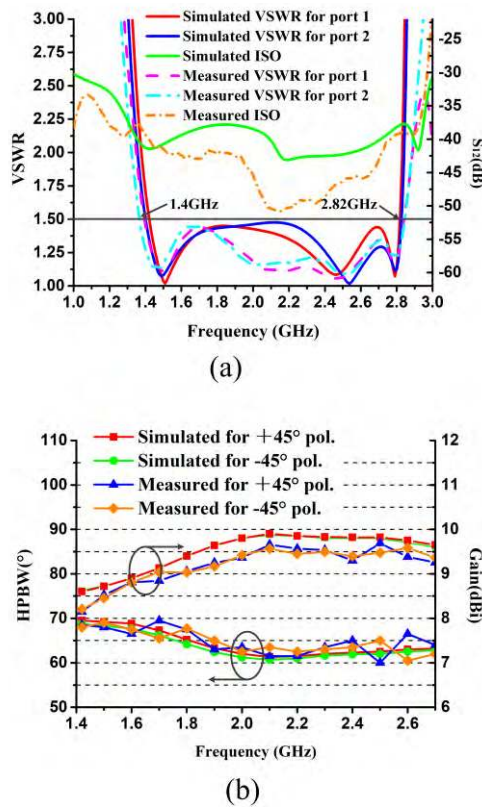 Simulated VSWR for port 1
Simulated VSWR for port 2
Simulated ISO
Measured VSWR for port 1
Measured VSWR for port 2
Measured ISO
3.00
2.75
2.50
2.25
2.00
1.75
1.50
1.25
1.00
VSWR
-25
-30
-35
-40
-45
-50
-55
-60
S12(dB)
1.4GHz
2.82GHz
1.0 1.2 1.4 1.6 1.8 2.0 2.2 2.4 2.6 2.8 3.0
Frequency (GHz)
(a)
Simulated for +45° pol.
Simulated for -45° pol.
Measured for +45° pol.
Measured for -45° pol.
110
100
90
80
70
60
50
HPBW(°)
12
11
10
9
8
7
6
Gain(dBi)
1.4 1.6 1.8 2.0 2.2 2.4 2.6
Frequency (GHz)
(b)